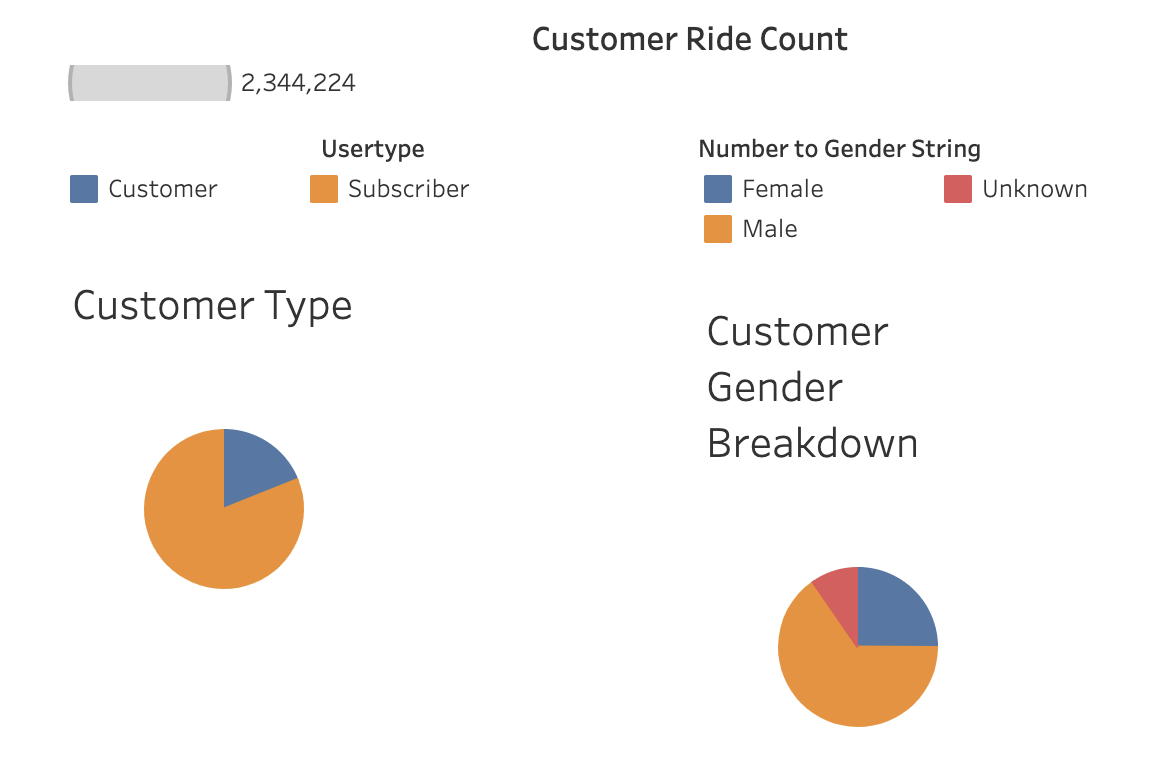 Customer Ride Count
2,344,224
Usertype
Customer
Subscriber
Number to Gender String
Female
Unknown
Male
Customer Type
Customer
Gender
Breakdown